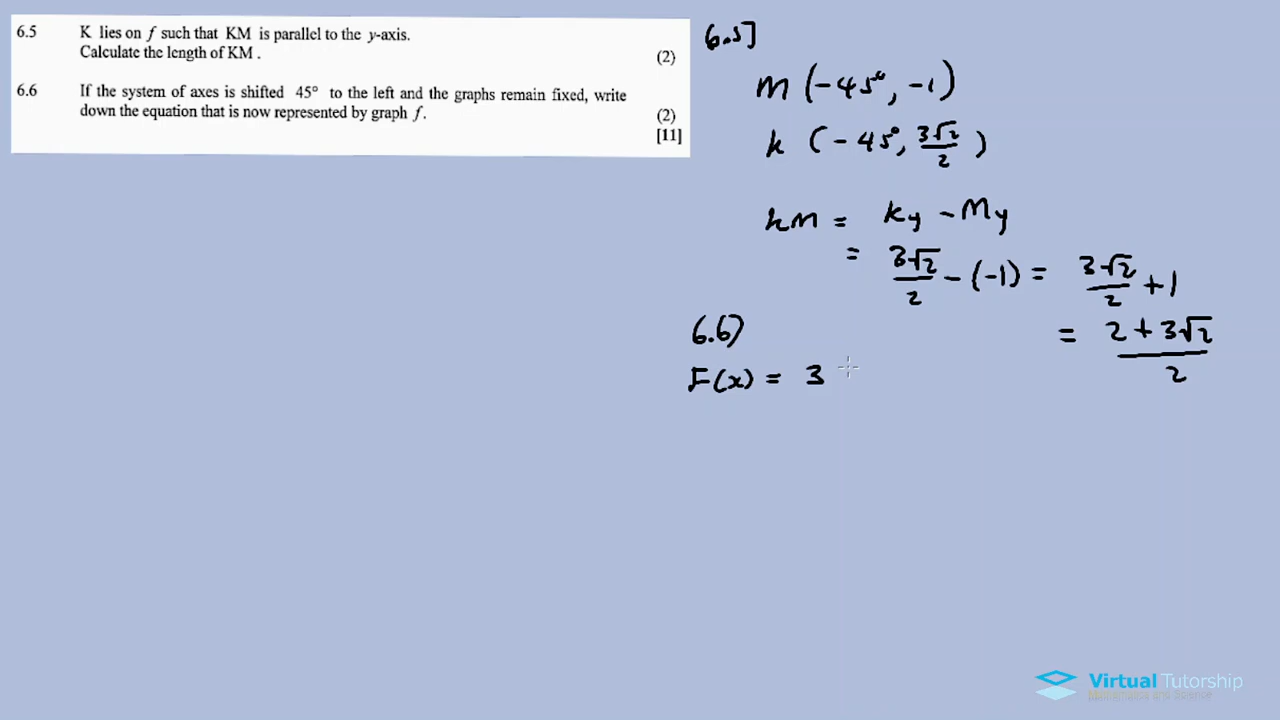 6.5 K lies on f such that KM is parallel to the y-axis.
Calculate the length of KM . (2)
6.6 If the system of axes is shifted 45° to the left and the graphs remain fixed, write
down the equation that is now represented by graph f. (2)
[11]
6.5]
M (-45°, -1)
K (-45°, 3√2/2)
KM = Ky - My
= 3√2/2 - (-1) = 3√2/2 + 1
= (2 + 3√2)/2
6.6)
F(x) = 3
Virtual Tutorship
Mathematics and Science